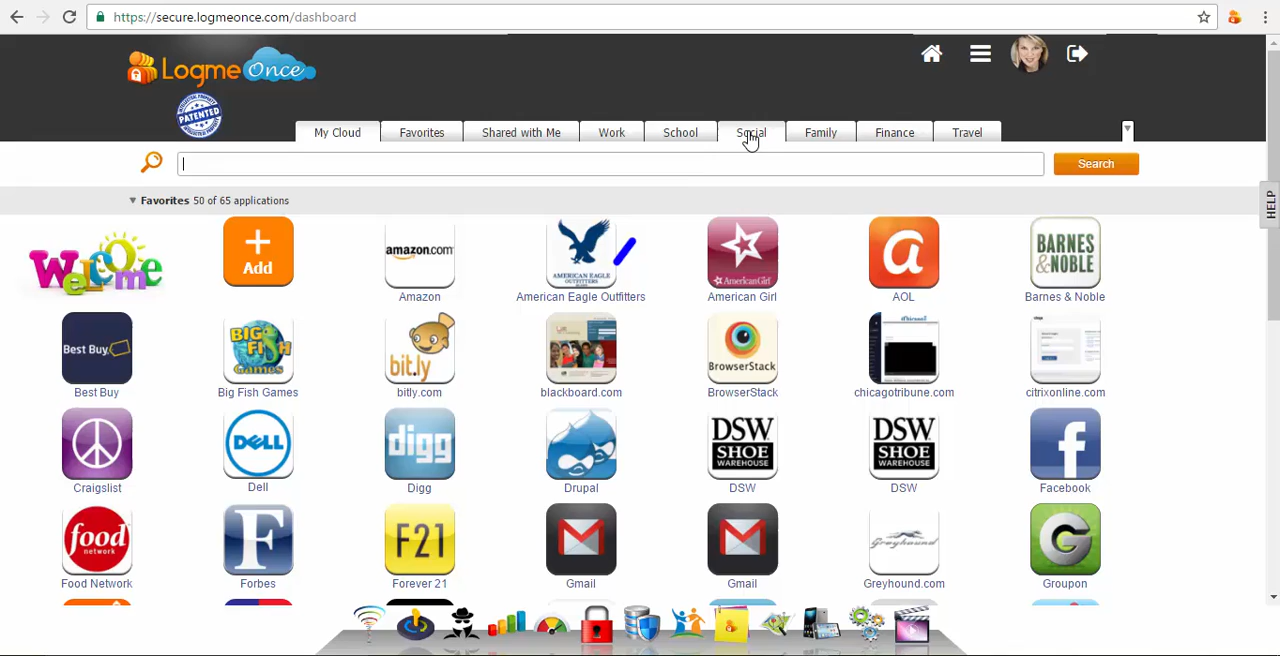 https://secure.logmeonce.com/dashboard
Logme Once
PATENTED
My Cloud Favorites Shared with Me Work School Social Family Finance Travel
Search
HELP
Favorites 50 of 65 applications
Welcome
+ Add
amazon.com
AMERICAN EAGLE
OUTFITTERS
American Girl
a
BARNES
&NOBLE
Amazon American Eagle Outfitters American Girl AOL Barnes & Noble
Best Buy
BIG FISH GAMES
bit.ly
BrowserStack
Best Buy Big Fish Games bitly.com blackboard.com BrowserStack chicagotribune.com citrixonline.com
DELL
digg
DSW
SHOE
WAREHOUSE
DSW
SHOE
WAREHOUSE
f
Craigslist Dell Digg Drupal DSW DSW Facebook
food
network
F
F21
Greyhound
G
Food Network Forbes Forever 21 Gmail Gmail Greyhound.com Groupon